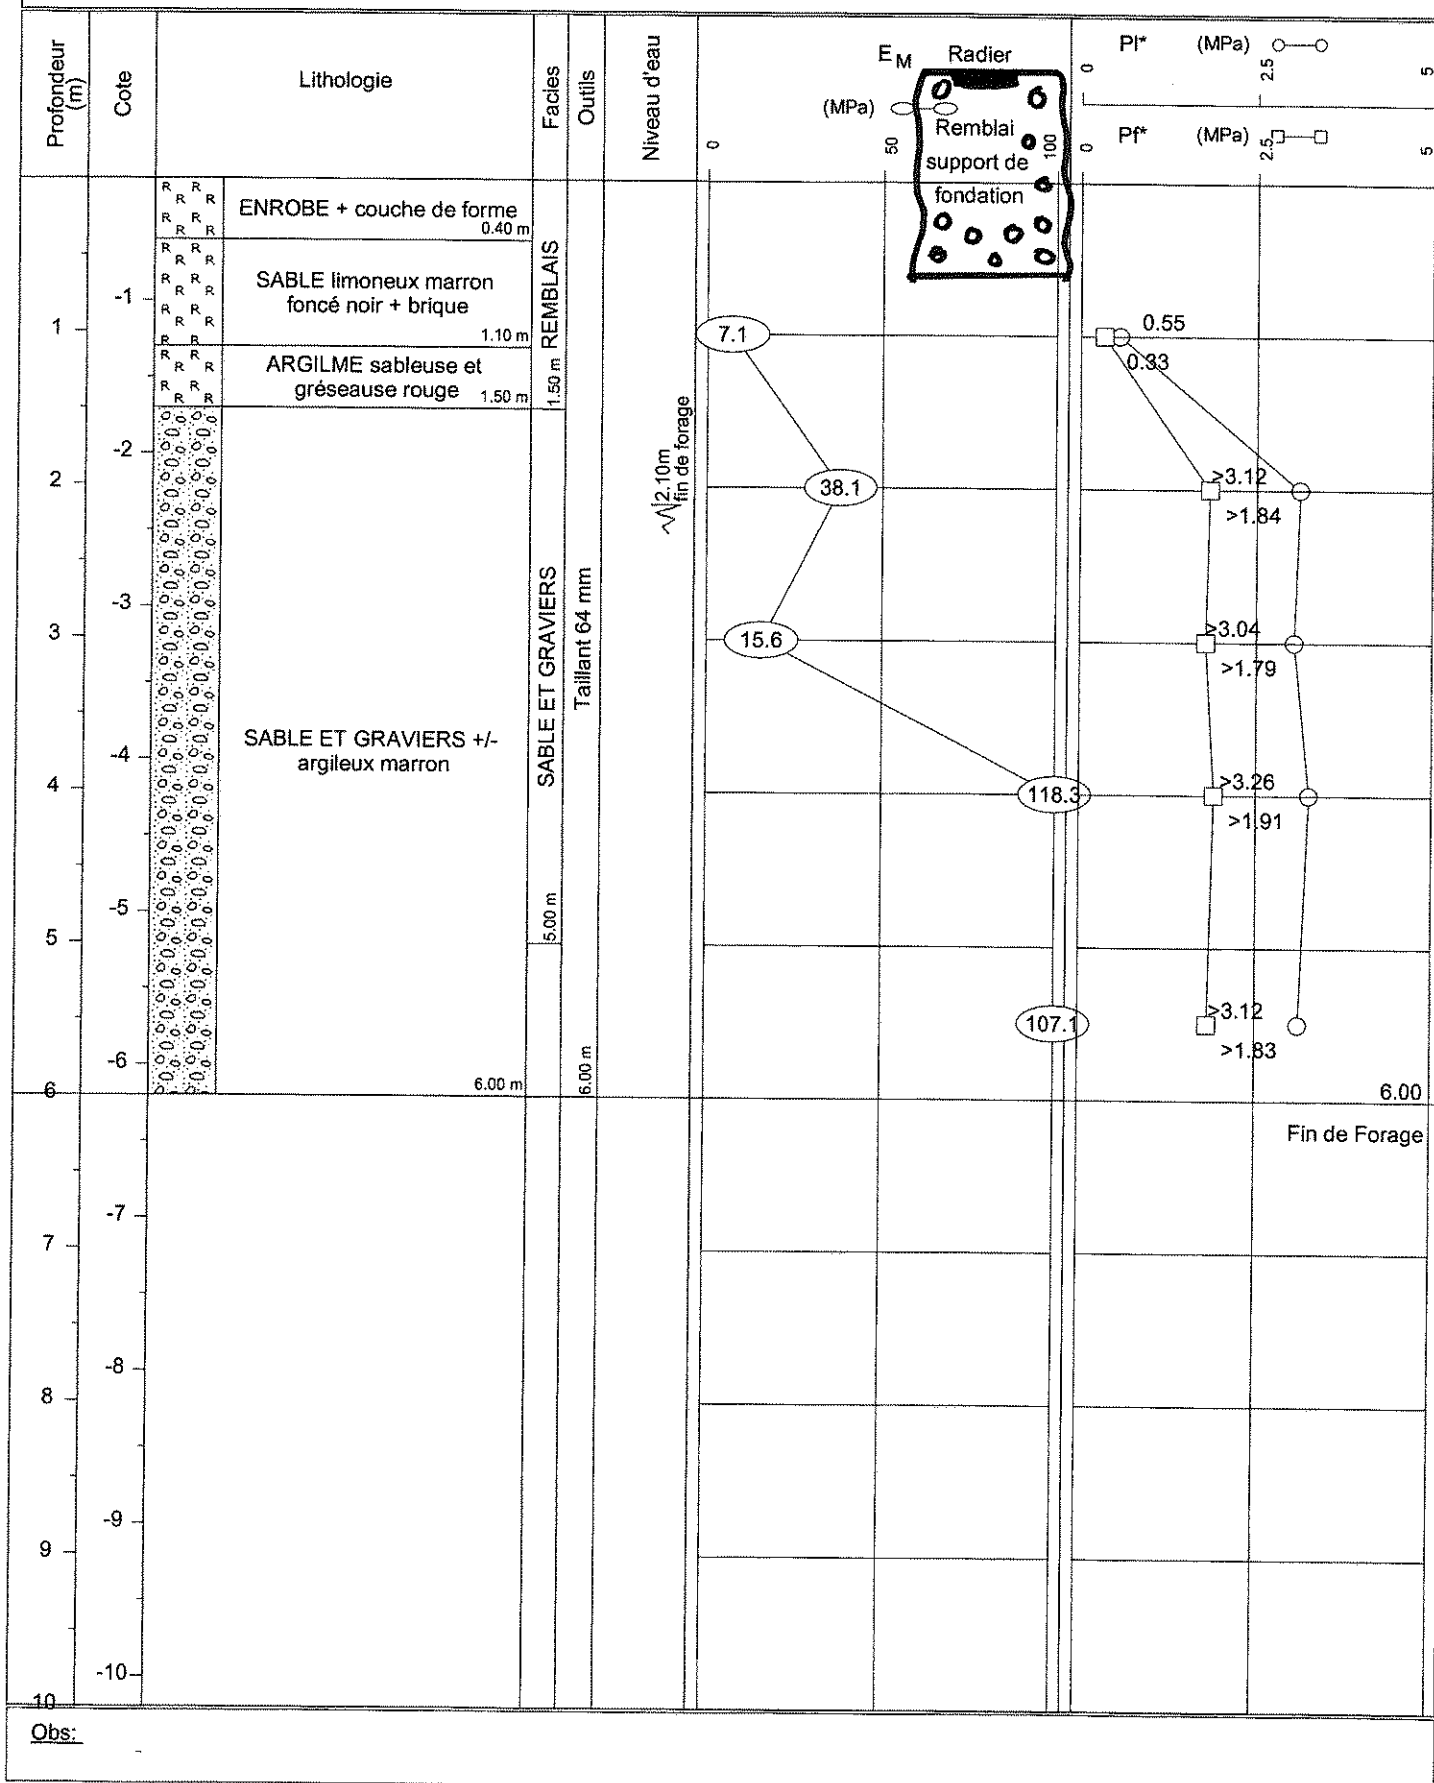 Profondeur
(m)
Cote
Lithologie
Facies
Outils
Niveau d'eau
E M
(MPa)
0
50
100
Radier
Remblai
support de
fondation
Pl*
(MPa)
0
2.5
5
Pf*
(MPa)
0
2.5
5
R R R R R R R R
ENROBE + couche de forme
0.40 m
R R R R R R R R R R R R R R
SABLE limoneux marron
foncé noir + brique
1.10 m
R R R R R R R R
ARGILME sableuse et
gréseause rouge
1.50 m
1.50 m REMBLAIS
SABLE ET GRAVIERS +/-
argileux marron
6.00 m
SABLE ET GRAVIERS
5.00 m
Taillant 64 mm
6.00 m
2.10m
fin de forage
1
2
3
4
5
6
7
8
9
10
-1
-2
-3
-4
-5
-6
-7
-8
-9
-10
7.1
38.1
15.6
118.3
107.1
0.55
0.33
>3.12
>1.84
>3.04
>1.79
>3.26
>1.91
>3.12
>1.83
6.00
Fin de Forage
Obs: